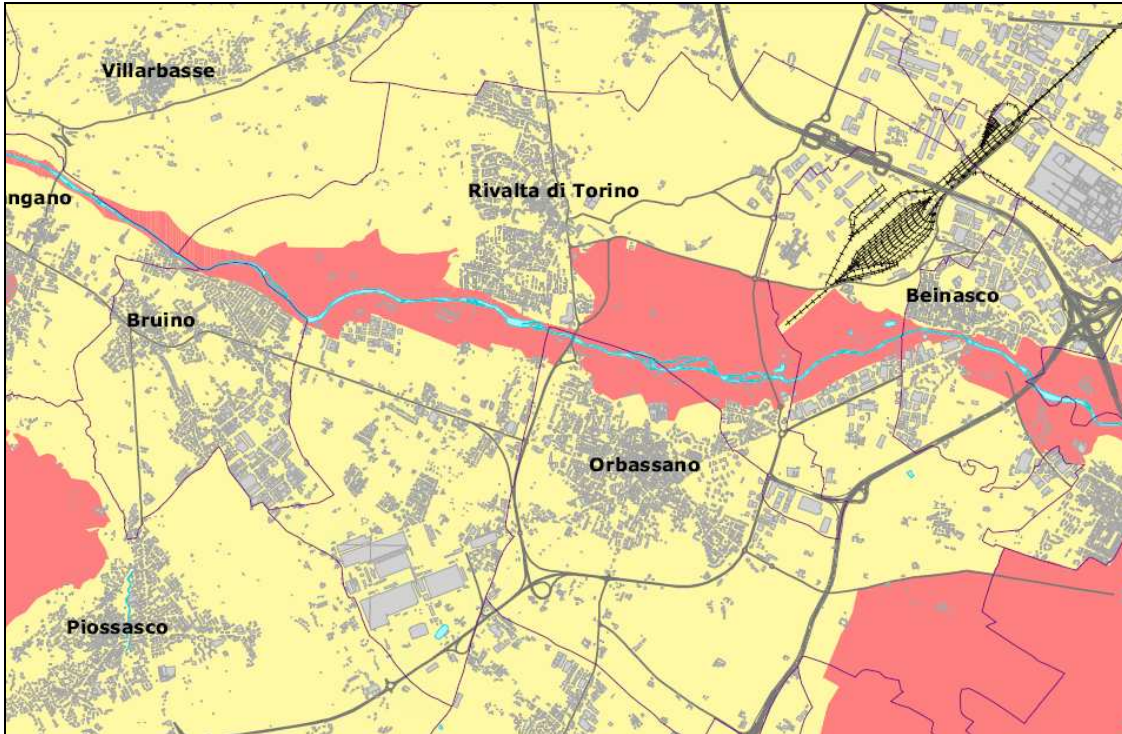 Villarbasse
Rivalta di Torino
ngano
Beinasco
Bruino
Orbassano
Piossasco